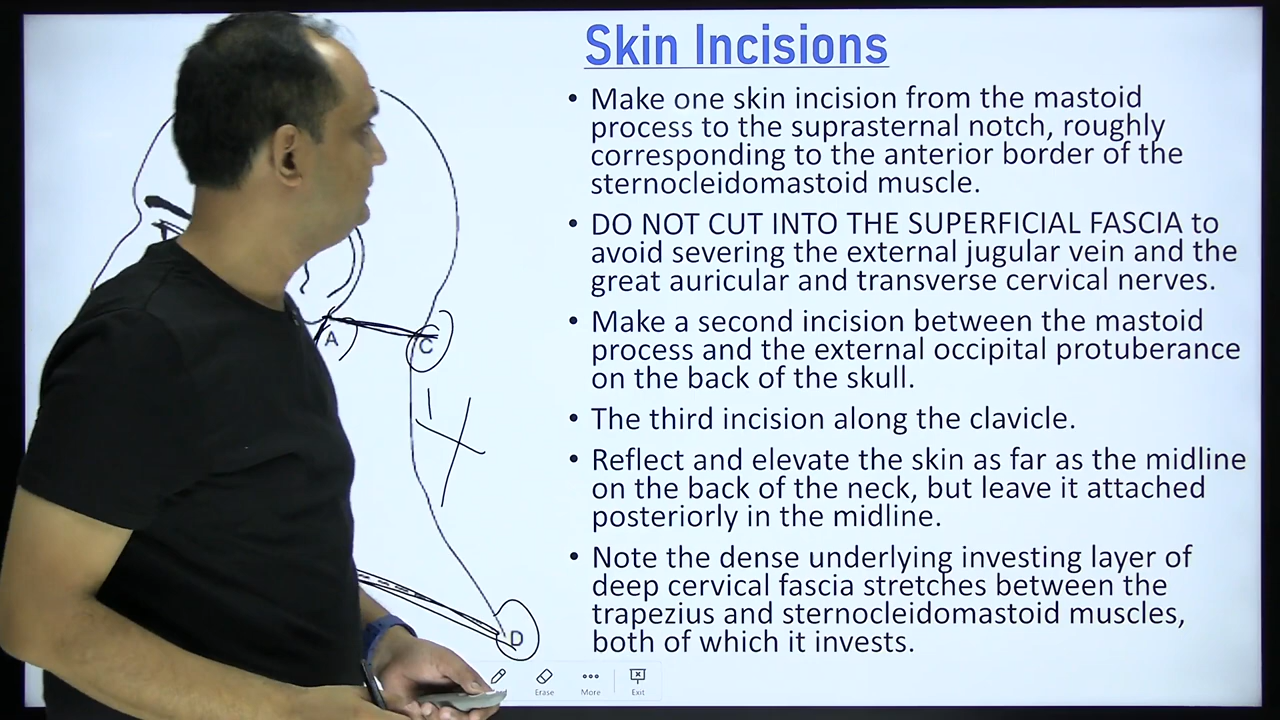 Skin Incisions
• Make one skin incision from the mastoid
process to the suprasternal notch, roughly
corresponding to the anterior border of the
sternocleidomastoid muscle.
• DO NOT CUT INTO THE SUPERFICIAL FASCIA to
avoid severing the external jugular vein and the
great auricular and transverse cervical nerves.
• Make a second incision between the mastoid
process and the external occipital protuberance
on the back of the skull.
• The third incision along the clavicle.
• Reflect and elevate the skin as far as the midline
on the back of the neck, but leave it attached
posteriorly in the midline.
• Note the dense underlying investing layer of
deep cervical fascia stretches between the
trapezius and sternocleidomastoid muscles,
both of which it invests.
A
C
D
Erase
More
Exit